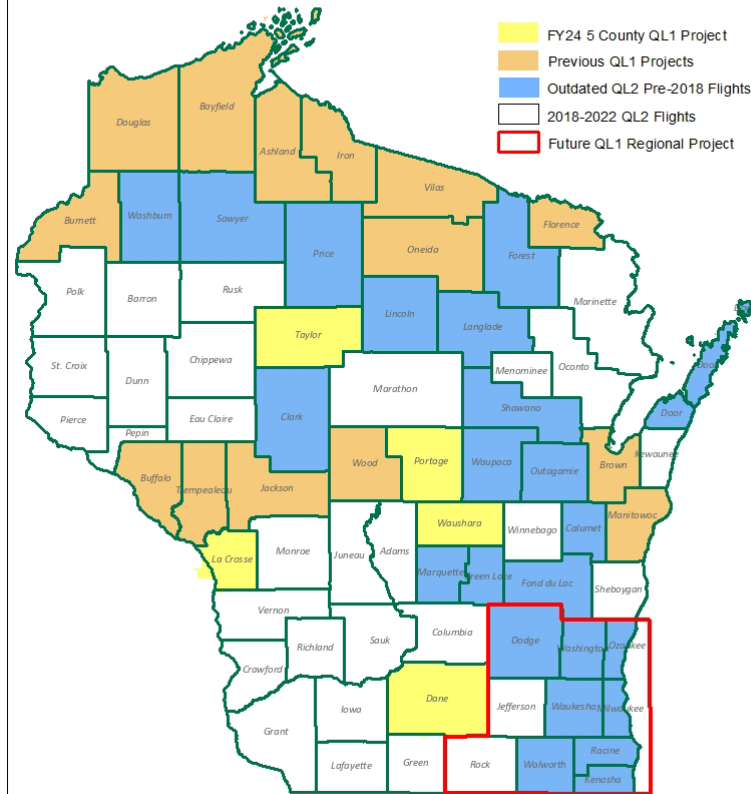 FY24 5 County QL1 Project
Previous QL1 Projects
Outdated QL2 Pre-2018 Flights
2018-2022 QL2 Flights
Future QL1 Regional Project
Douglas
Bayfield
Ashland
Iron
Vilas
Burnett
Washburn
Sawyer
Price
Oneida
Forest
Florence
Polk
Barron
Rusk
Lincoln
Langlade
Marinette
Taylor
St. Croix
Dunn
Chippewa
Marathon
Menominee
Oconto
Door
Pierce
Pepin
Eau Claire
Clark
Shawano
Door
Buffalo
Trempealeau
Jackson
Wood
Portage
Waupaca
Outagamie
Brown
Kewaunee
La Crosse
Monroe
Juneau
Adams
Waushara
Winnebago
Calumet
Manitowoc
Marquette
Green Lake
Fond du Lac
Sheboygan
Vernon
Richland
Sauk
Columbia
Dodge
Washington
Ozaukee
Crawford
Grant
Iowa
Dane
Jefferson
Waukesha
Milwaukee
Lafayette
Green
Rock
Walworth
Racine
Kenosha